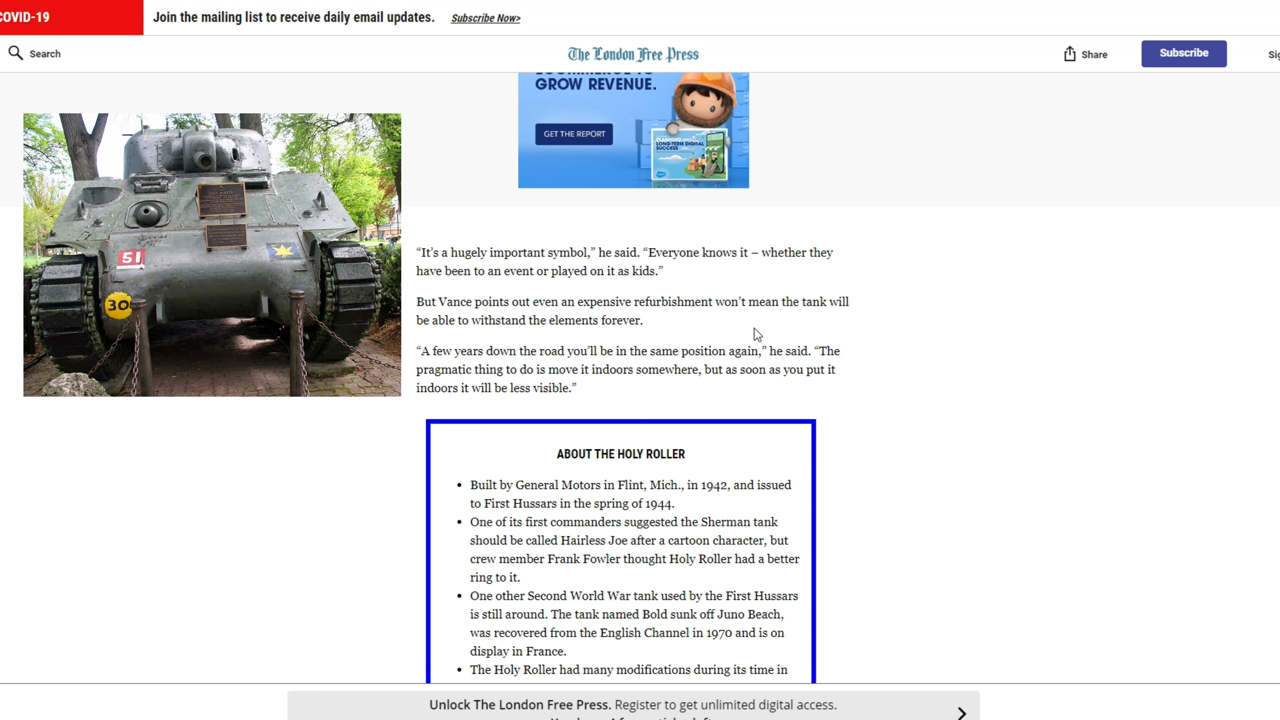 COVID-19
Join the mailing list to receive daily email updates. Subscribe Now>
Search
The London Free Press
Share
Subscribe
GROW REVENUE.
GET THE REPORT
LONG-TERM DIGITAL
SUCCESS
51
30
“It’s a hugely important symbol,” he said. “Everyone knows it – whether they
have been to an event or played on it as kids.”
But Vance points out even an expensive refurbishment won’t mean the tank will
be able to withstand the elements forever.
“A few years down the road you’ll be in the same position again,” he said. “The
pragmatic thing to do is move it indoors somewhere, but as soon as you put it
indoors it will be less visible.”
ABOUT THE HOLY ROLLER
• Built by General Motors in Flint, Mich., in 1942, and issued
to First Hussars in the spring of 1944.
• One of its first commanders suggested the Sherman tank
should be called Hairless Joe after a cartoon character, but
crew member Frank Fowler thought Holy Roller had a better
ring to it.
• One other Second World War tank used by the First Hussars
is still around. The tank named Bold sunk off Juno Beach,
was recovered from the English Channel in 1970 and is on
display in France.
• The Holy Roller had many modifications during its time in
Unlock The London Free Press. Register to get unlimited digital access.